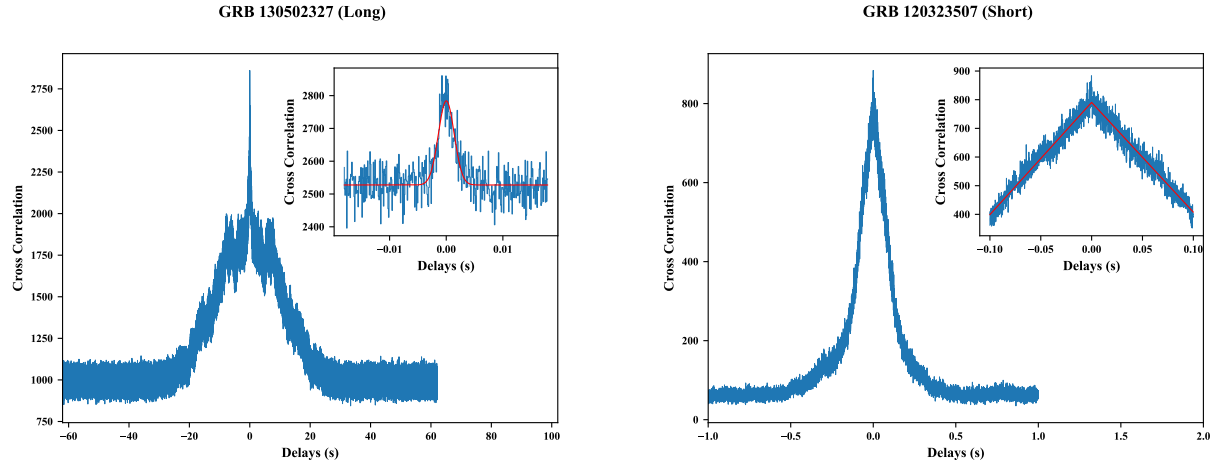 GRB 130502327 (Long)
Cross Correlation
2750
2500
2250
2000
1750
1500
1250
1000
750
−60 −40 −20 0 20 40 60 80 100
Delays (s)
Cross Correlation
2800
2700
2600
2500
2400
−0.01 0.00 0.01
Delays (s)
GRB 120323507 (Short)
Cross Correlation
800
600
400
200
0
−1.0 −0.5 0.0 0.5 1.0 1.5 2.0
Delays (s)
Cross Correlation
900
800
700
600
500
400
−0.10 −0.05 0.00 0.05 0.10
Delays (s)